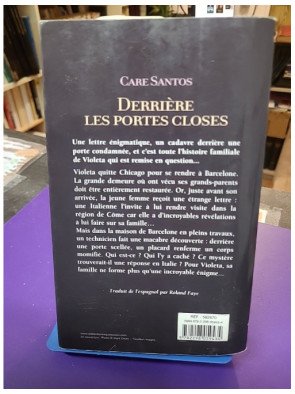 CARE SANTOS
DERRIÈRE
LES PORTES CLOSES
Une lettre énigmatique, un cadavre derrière une
porte condamnée, et c'est toute l'histoire familiale
de Violeta qui est remise en question...
Violeta quitte Chicago pour se rendre à Barcelone.
La grande demeure où ont vécu ses grands-parents
doit être entièrement restaurée. Or, juste avant son
arrivée, la jeune femme reçoit une étrange lettre :
une Italienne l'invite à lui rendre visite dans la
région de Côme car elle a d'incroyables révélations
à lui faire sur sa famille...
Mais dans la maison de Barcelone en pleins travaux,
un technicien fait une macabre découverte : derrière
une porte scellée, un placard renferme un corps
momifié. Qui est-ce ? Qui l'y a caché ? Ce mystère
trouverait-il une réponse en Italie ? Pour Violeta, sa
famille ne forme plus qu'une incroyable énigme...
Traduit de l'espagnol par Roland Faye